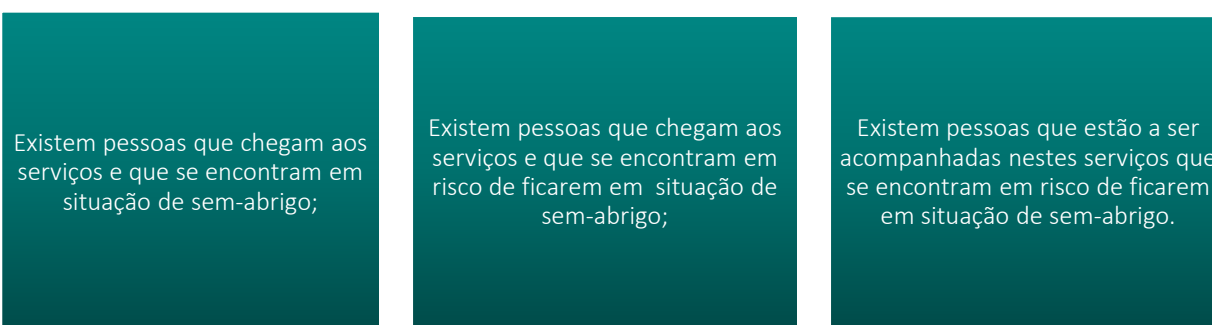 Existem pessoas que chegam aos
serviços e que se encontram em
situação de sem-abrigo;
Existem pessoas que chegam aos
serviços e que se encontram em
risco de ficarem em situação de
sem-abrigo;
Existem pessoas que estão a ser
acompanhadas nestes serviços que
se encontram em risco de ficarem
em situação de sem-abrigo.